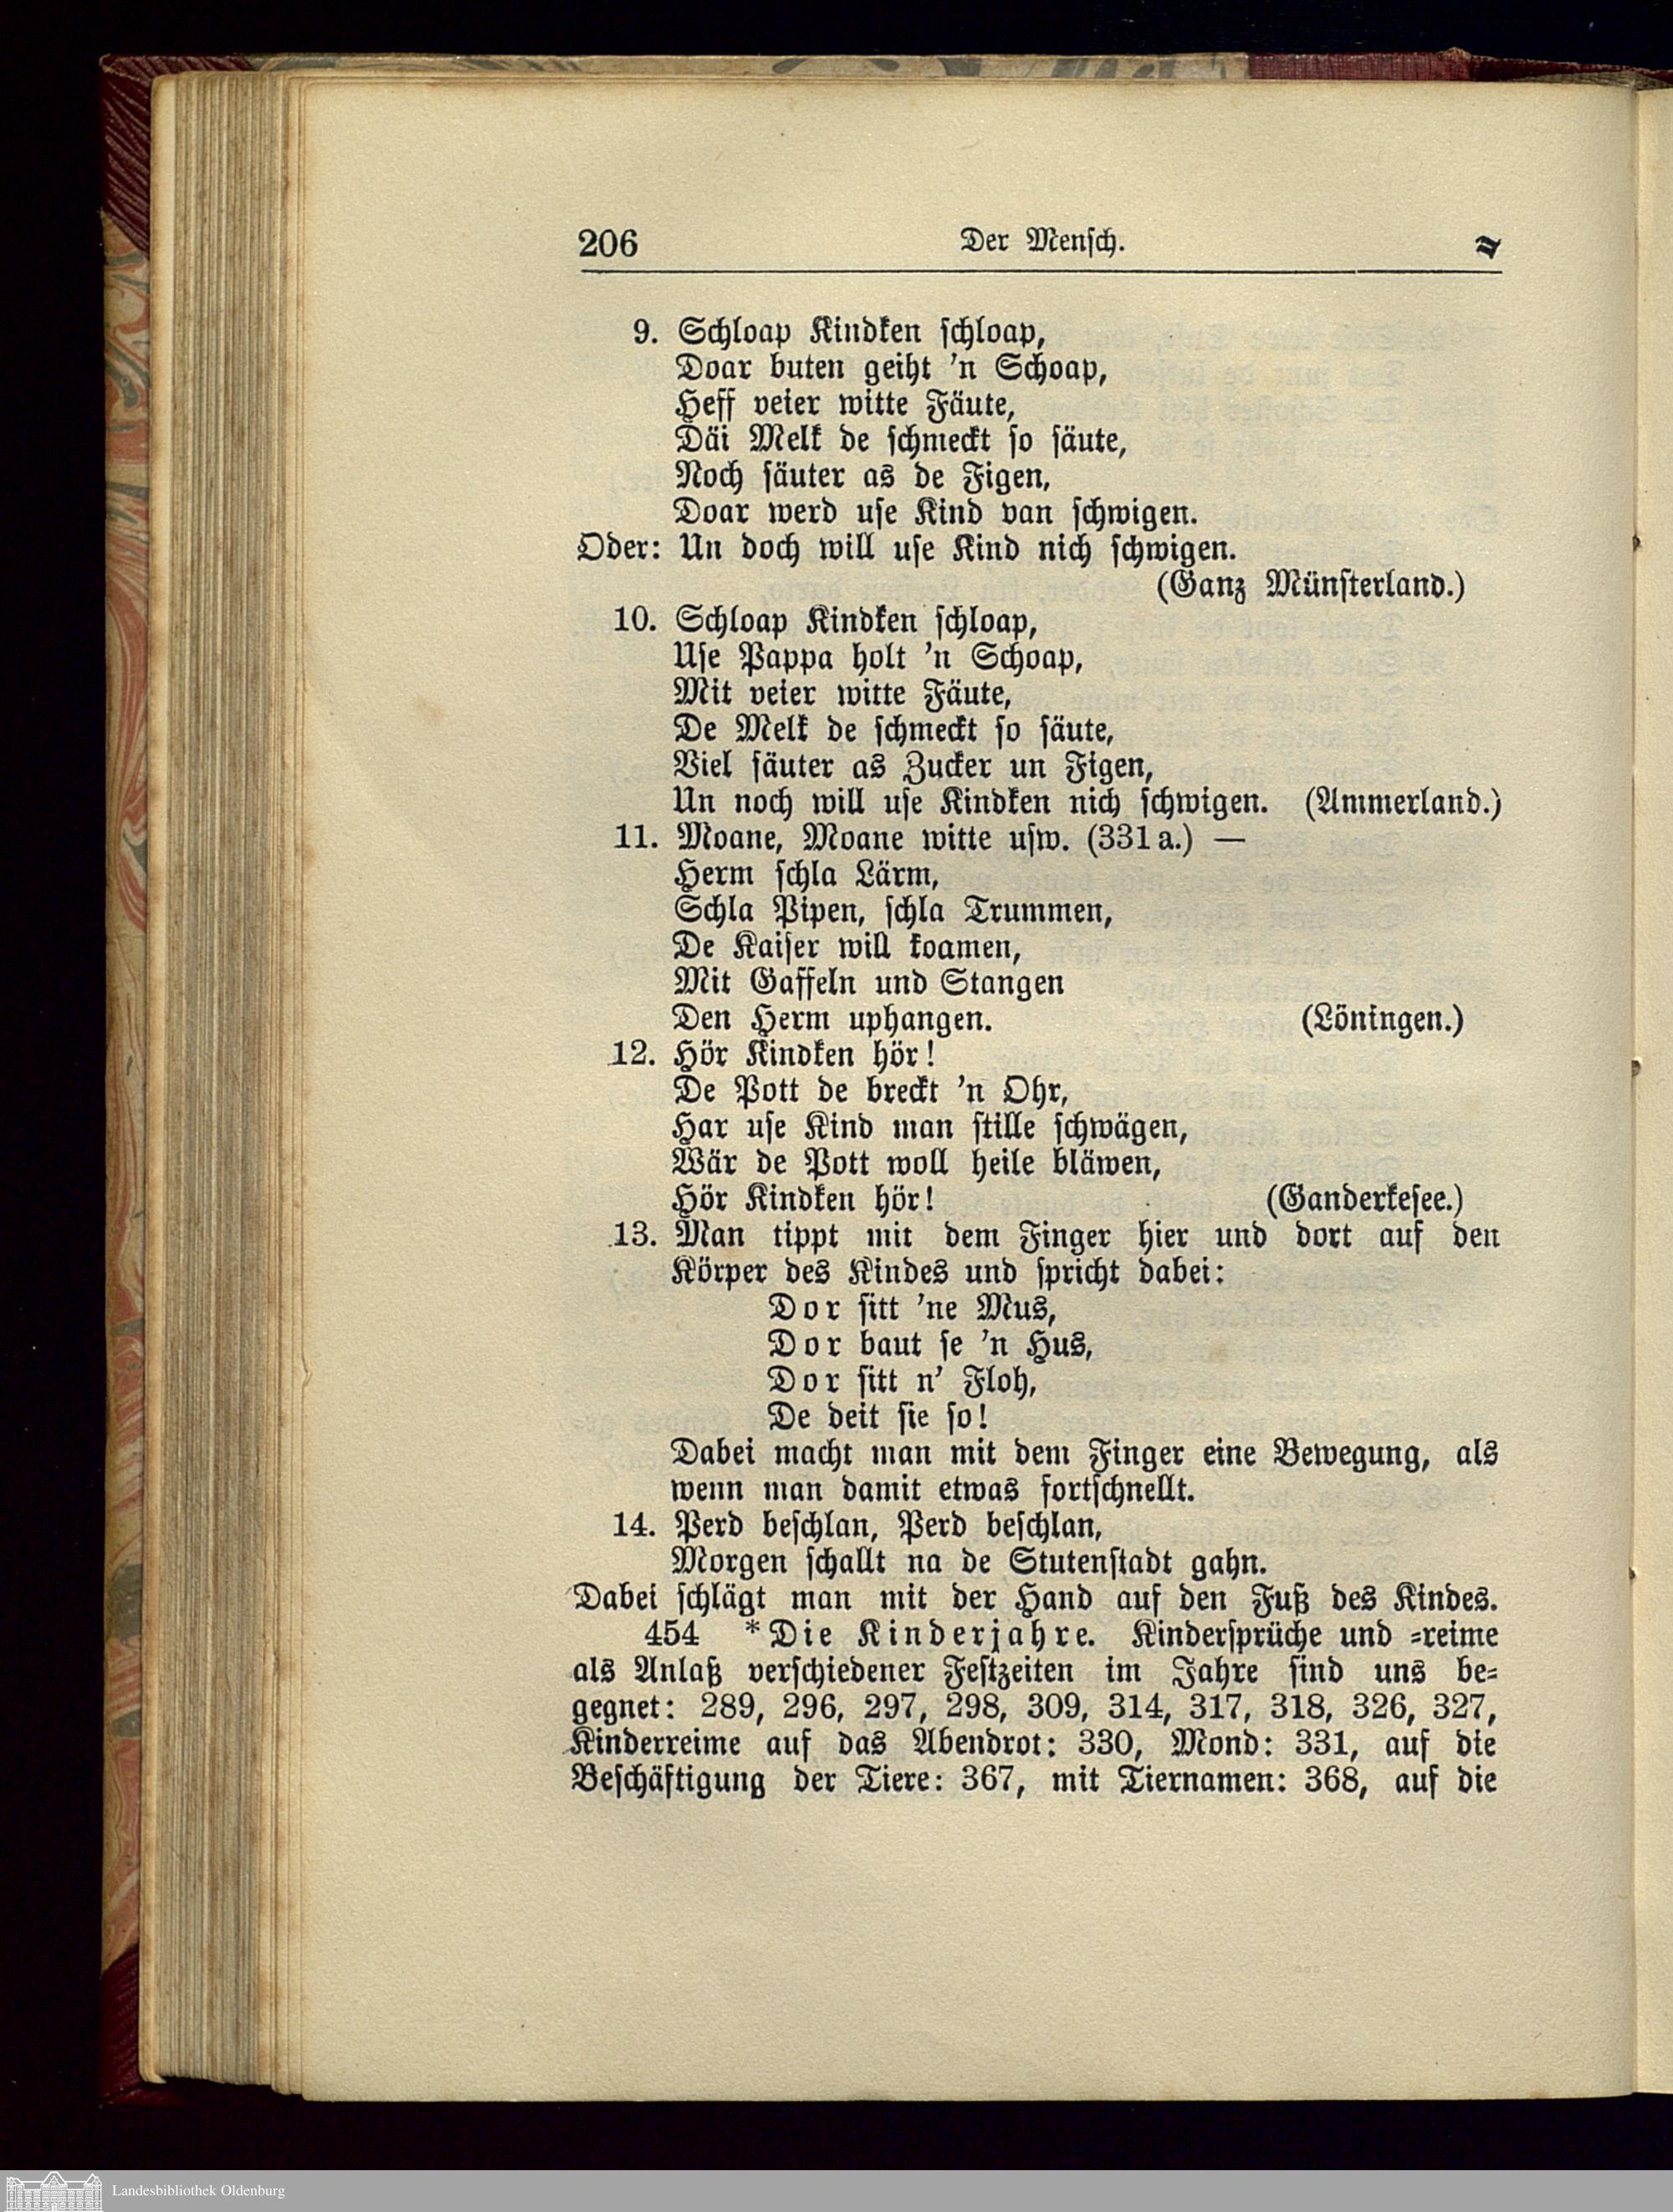 206 Der Mensch.
9. Schloap Kindken schloap,
Doar buten geiht 'n Schoap,
Heff veier witte Fäute,
Däi Melk de schmeckt so säute,
Noch säuter as de Figen,
Doar werd use Kind van schwigen.
Oder: Un doch will use Kind nich schwigen.
(Ganz Münsterland.)
10. Schloap Kindken schloap,
Use Pappa holt 'n Schoap,
Mit veier witte Fäute,
De Melk de schmeckt so säute,
Viel säuter as Zucker un Figen,
Un noch will use Kindken nich schwigen. (Ammerland.)
11. Moane, Moane witte usw. (331 a.) —
Herm schla Lärm,
Schla Pipen, schla Trummen,
De Kaiser will koamen,
Mit Gaffeln und Stangen
Den Herm uphangen. (Löningen.)
12. Hör Kindken hör!
De Pott de breckt 'n Ohr,
Har use Kind man stille schwägen,
Wär de Pott woll heile bläwen,
Hör Kindken hör! (Ganderkesee.)
13. Man tippt mit dem Finger hier und dort auf den
Körper des Kindes und spricht dabei:
Dor sitt 'ne Mus,
Dor baut se 'n Hus,
Dor sitt n' Floh,
De deit sie so!
Dabei macht man mit dem Finger eine Bewegung, als
wenn man damit etwas fortschnellt.
14. Perd beschlan, Perd beschlan,
Morgen schallt na de Stutenstadt gahn.
Dabei schlägt man mit der Hand auf den Fuß des Kindes.
454 *Die Kinderjahre. Kindersprüche und -reime
als Anlaß verschiedener Festzeiten im Jahre sind uns be-
gegnet: 289, 296, 297, 298, 309, 314, 317, 318, 326, 327,
Kinderreime auf das Abendrot: 330, Mond: 331, auf die
Beschäftigung der Tiere: 367, mit Tiernamen: 368, auf die
Landesbibliothek Oldenburg